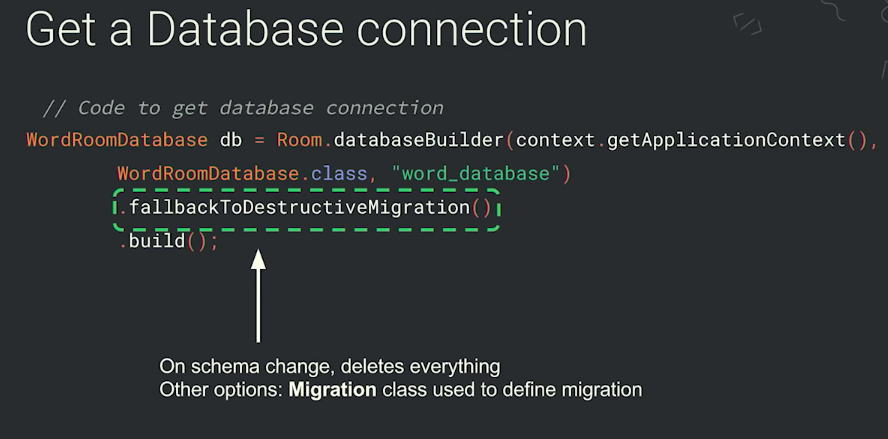 Get a Database connection
// Code to get database connection
WordRoomDatabase db = Room.databaseBuilder(context.getApplicationContext(),
WordRoomDatabase.class, "word_database")
.fallbackToDestructiveMigration()
.build();
On schema change, deletes everything
Other options: Migration class used to define migration